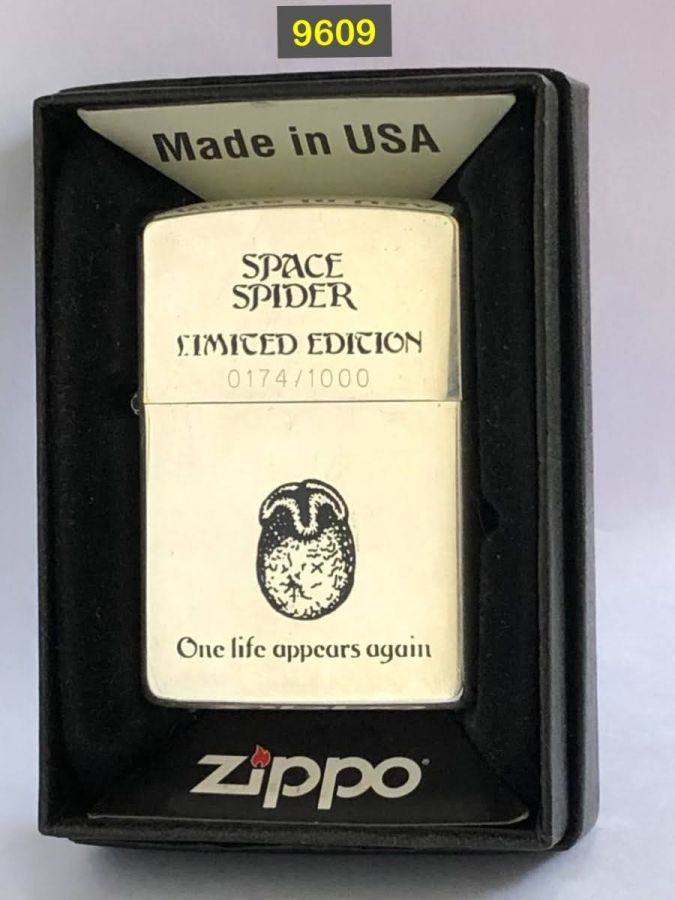 9609
Made in USA
SPACE
SPIDER
LIMITED EDITION
0174/1000
One life appears again
zippo®